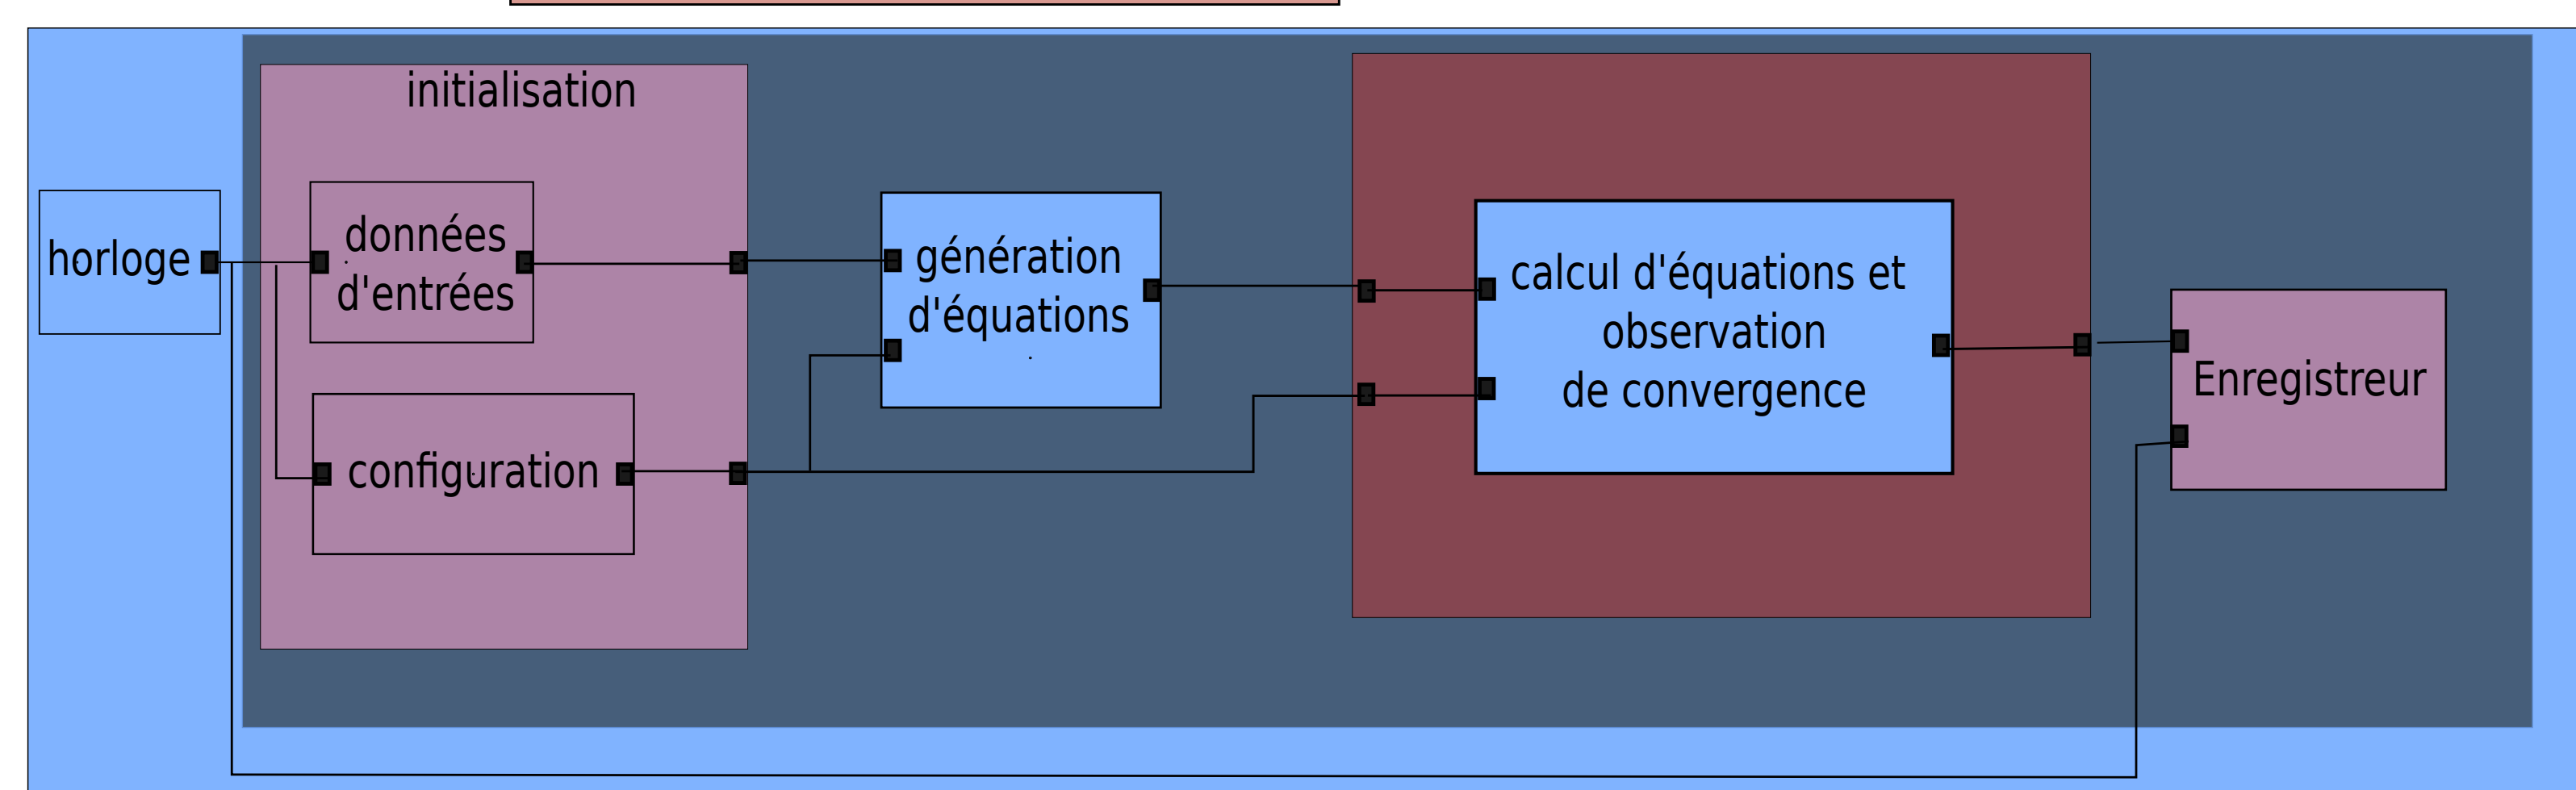 initialisation
horloge
données
d'entrées
configuration
génération
d'équations
calcul d'équations et
observation
de convergence
Enregistreur